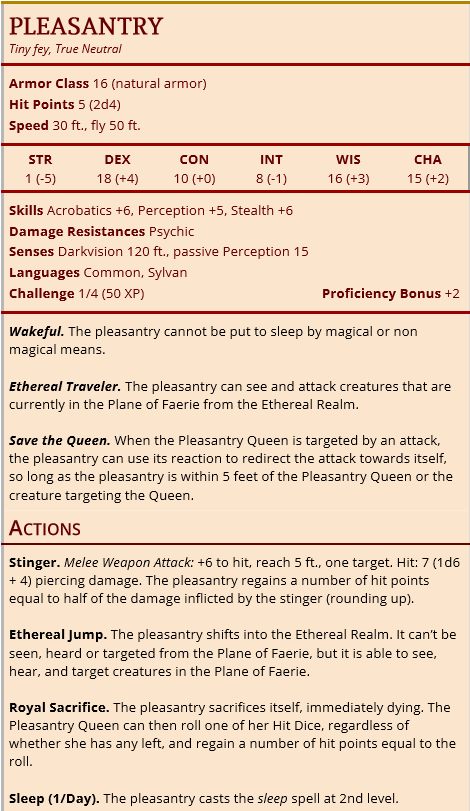 PLEASANTRY
Tiny fey, True Neutral
Armor Class 16 (natural armor)
Hit Points 5 (2d4)
Speed 30 ft., fly 50 ft.
STR DEX CON INT WIS CHA
1 (-5) 18 (+4) 10 (+0) 8 (-1) 16 (+3) 15 (+2)
Skills Acrobatics +6, Perception +5, Stealth +6
Damage Resistances Psychic
Senses Darkvision 120 ft., passive Perception 15
Languages Common, Sylvan
Challenge 1/4 (50 XP) Proficiency Bonus +2
Wakeful. The pleasantry cannot be put to sleep by magical or non
magical means.
Ethereal Traveler. The pleasantry can see and attack creatures that are
currently in the Plane of Faerie from the Ethereal Realm.
Save the Queen. When the Pleasantry Queen is targeted by an attack,
the pleasantry can use its reaction to redirect the attack towards itself,
so long as the pleasantry is within 5 feet of the Pleasantry Queen or the
creature targeting the Queen.
ACTIONS
Stinger. Melee Weapon Attack: +6 to hit, reach 5 ft., one target. Hit: 7 (1d6
+ 4) piercing damage. The pleasantry regains a number of hit points
equal to half of the damage inflicted by the stinger (rounding up).
Ethereal Jump. The pleasantry shifts into the Ethereal Realm. It can't be
seen, heard or targeted from the Plane of Faerie, but it is able to see,
hear, and target creatures in the Plane of Faerie.
Royal Sacrifice. The pleasantry sacrifices itself, immediately dying. The
Pleasantry Queen can then roll one of her Hit Dice, regardless of
whether she has any left, and regain a number of hit points equal to the
roll.
Sleep (1/Day). The pleasantry casts the sleep spell at 2nd level.